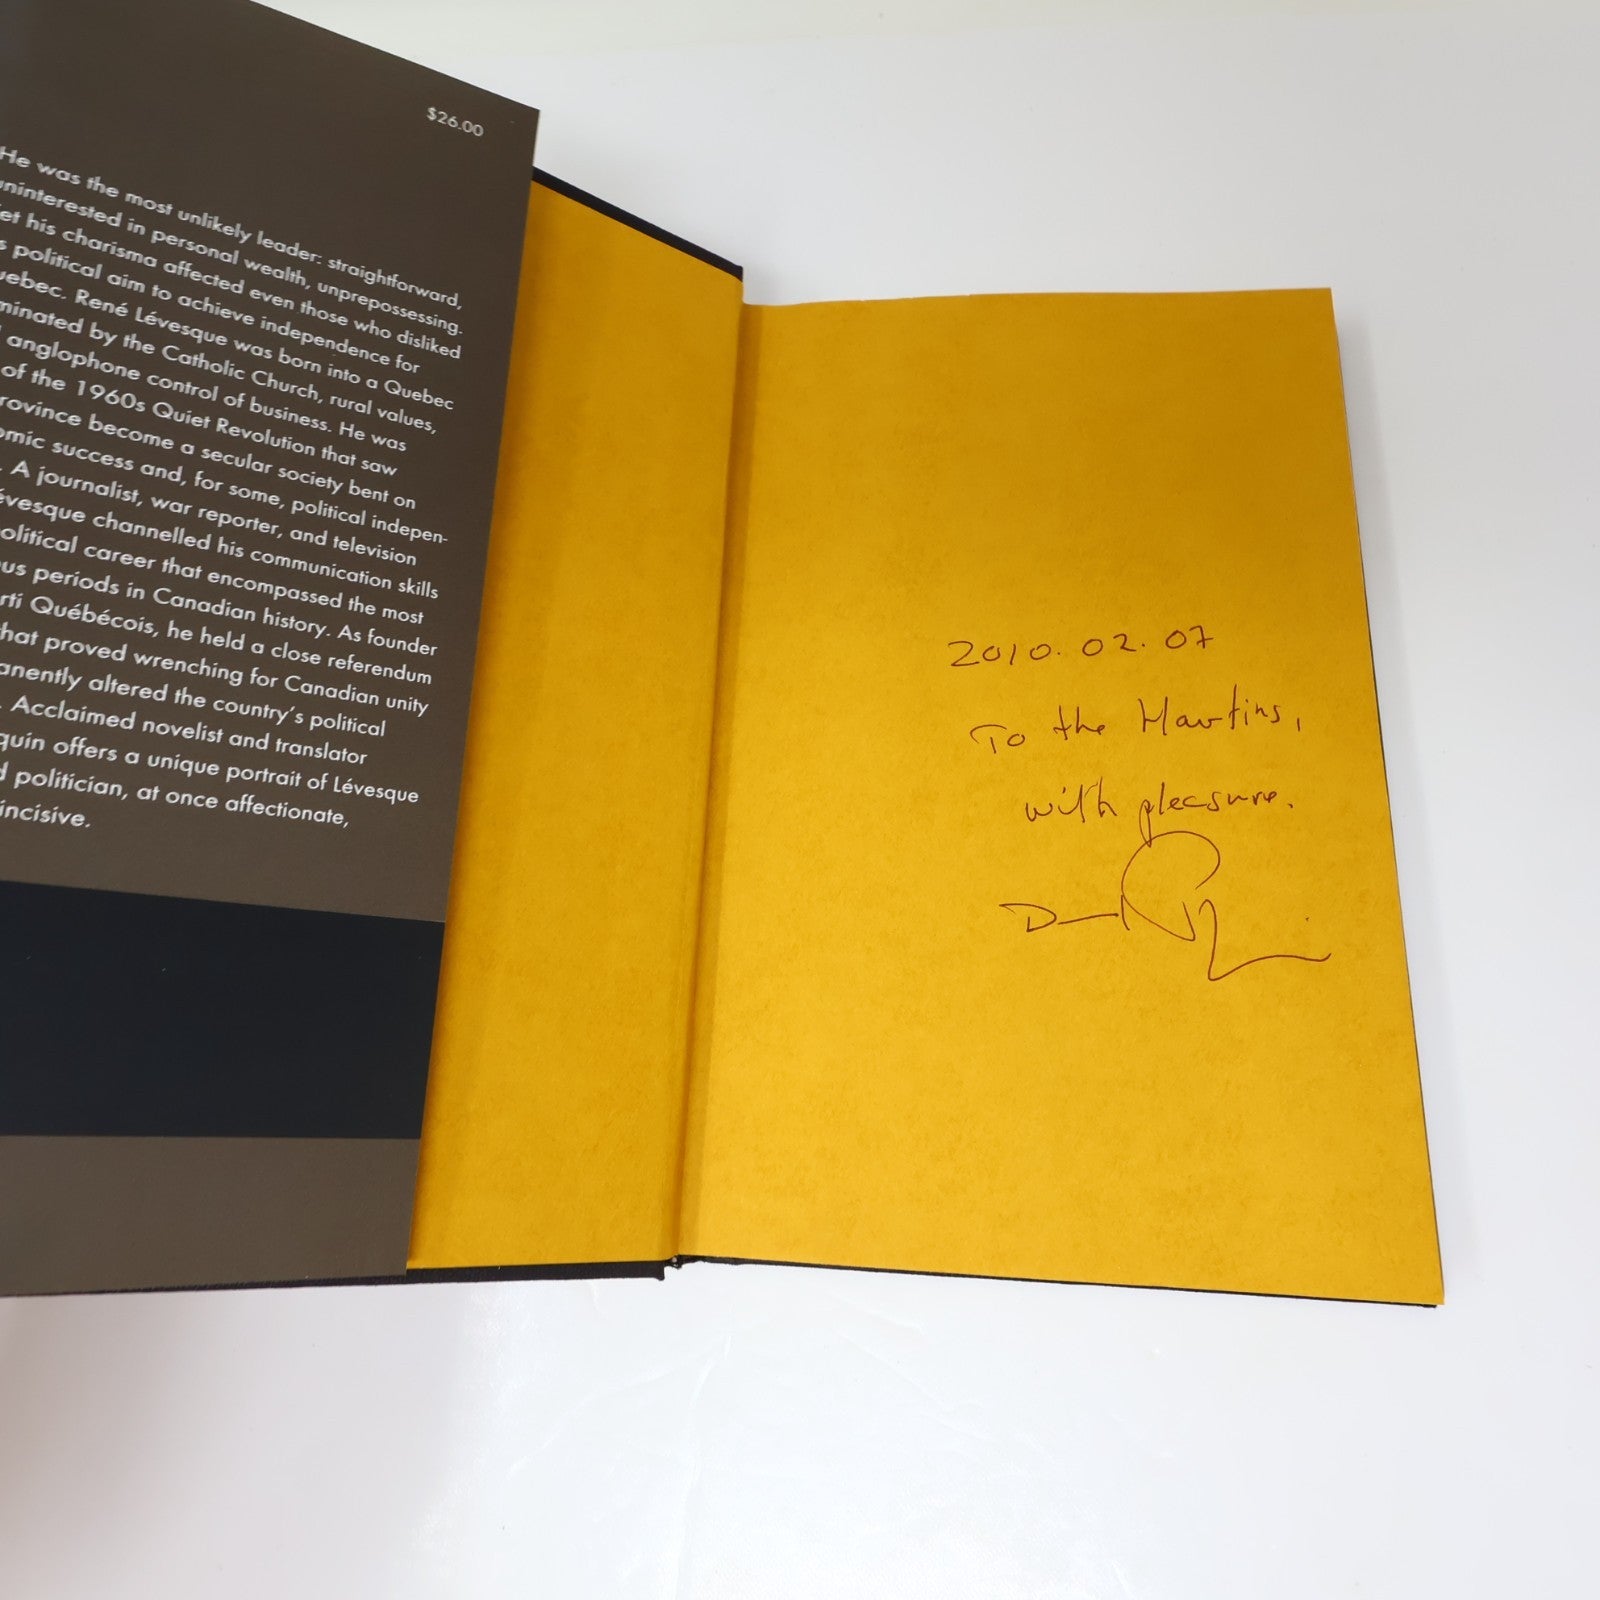 $26.00
He was the most unlikely leader: straightforward,
uninterested in personal wealth, unprepossessing.
et his charisma affected even those who disliked
s political aim to achieve independence for
uebec. René Lévesque was born into a Quebec
minated by the Catholic Church, rural values,
anglophone control of business. He was
of the 1960s Quiet Revolution that saw
rovince become a secular society bent on
omic success and, for some, political indepen-
. A journalist, war reporter, and television
évesque channelled his communication skills
olitical career that encompassed the most
us periods in Canadian history. As founder
rti Québécois, he held a close referendum
hat proved wrenching for Canadian unity
anently altered the country's political
. Acclaimed novelist and translator
quin offers a unique portrait of Lévesque
d politician, at once affectionate,
incisive.
2010.02.07
To the Martins,
with pleasure.